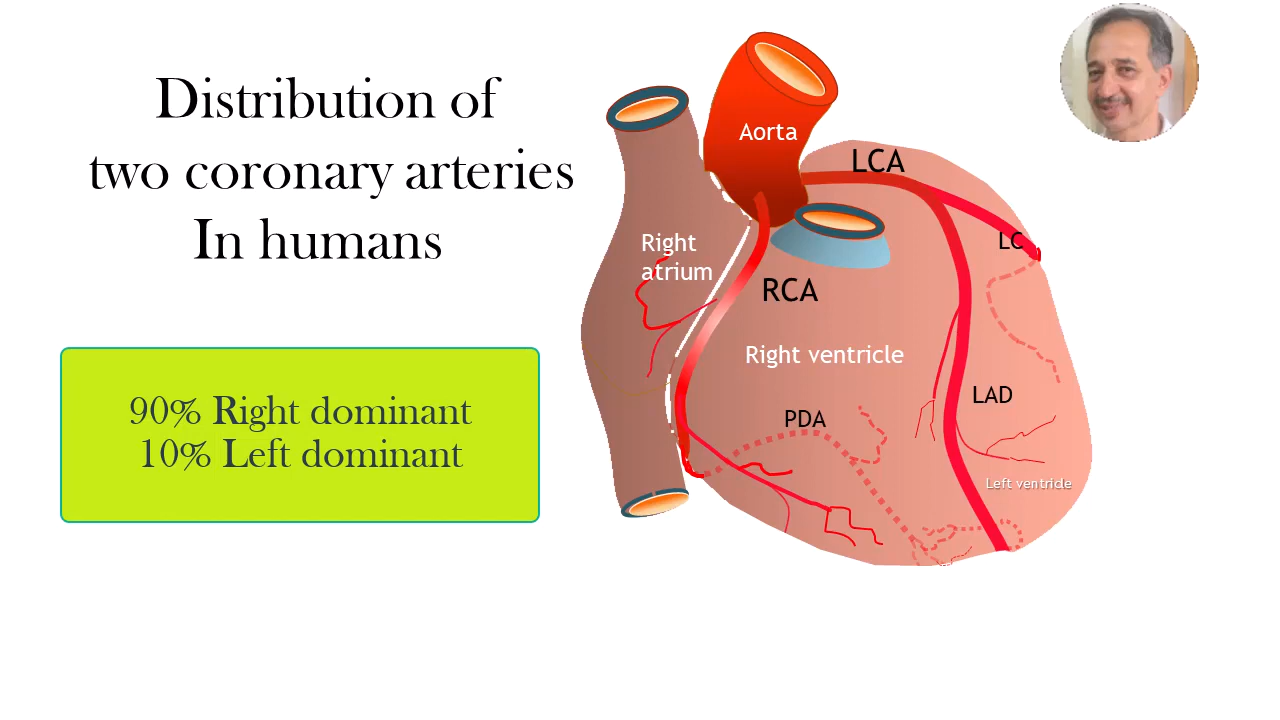 Distribution of
two coronary arteries
In humans
90% Right dominant
10% Left dominant
Aorta
LCA
Right
atrium
LC
RCA
Right ventricle
LAD
PDA
Left ventricle